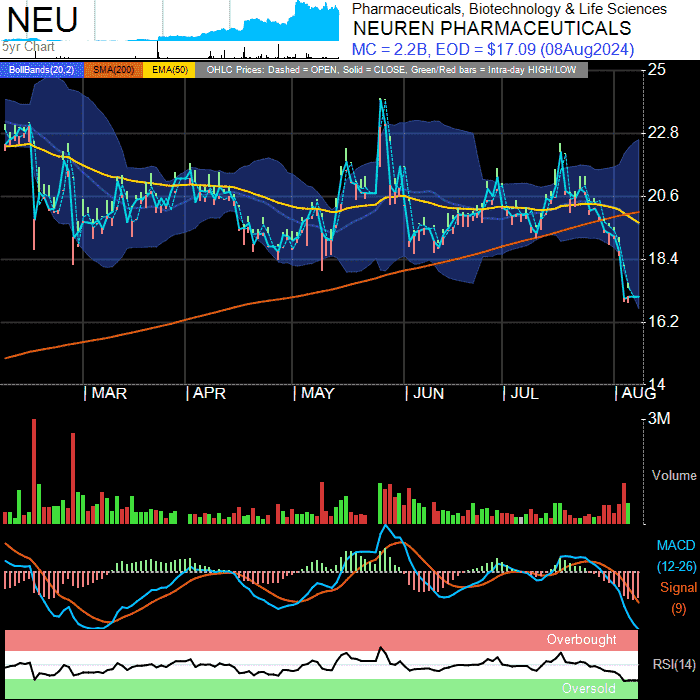 NEU
5yr Chart
Pharmaceuticals, Biotechnology & Life Sciences
NEUREN PHARMACEUTICALS
MC = 2.2B, EOD = $17.09 (08Aug2024)
BollBands(20,2) SMA(200) EMA(50) OHLC Prices: Dashed = OPEN, Solid = CLOSE, Green/Red bars = Intra-day HIGH/LOW
25
22.8
20.6
18.4
16.2
14
| MAR | APR | MAY | JUN | JUL | AUG
3M
Volume
MACD
(12-26)
Signal
(9)
Overbought
RSI(14)
Oversold